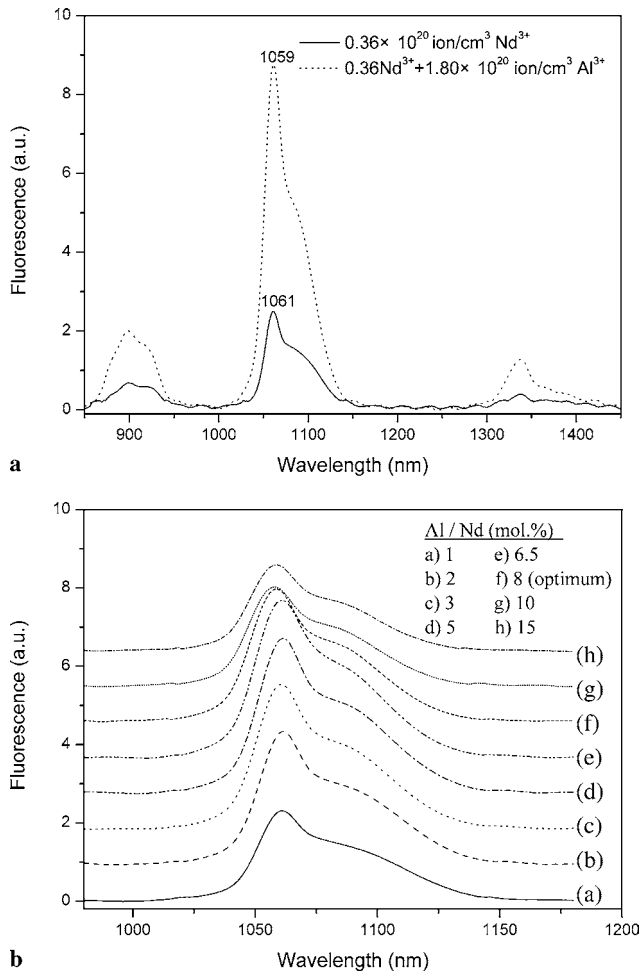 10
8
6
4
2
0
Fluorescence (a.u.)
1059
1061
0.36× 10²⁰ ion/cm³ Nd³⁺
0.36Nd³⁺+1.80× 10²⁰ ion/cm³ Al³⁺
900 1000 1100 1200 1300 1400
Wavelength (nm)
a
10
8
6
4
2
0
Fluorescence (a.u.)
Al / Nd (mol.%)
a) 1 e) 6.5
b) 2 f) 8 (optimum)
c) 3 g) 10
d) 5 h) 15
(h)
(g)
(f)
(e)
(d)
(c)
(b)
(a)
1000 1050 1100 1150 1200
Wavelength (nm)
b